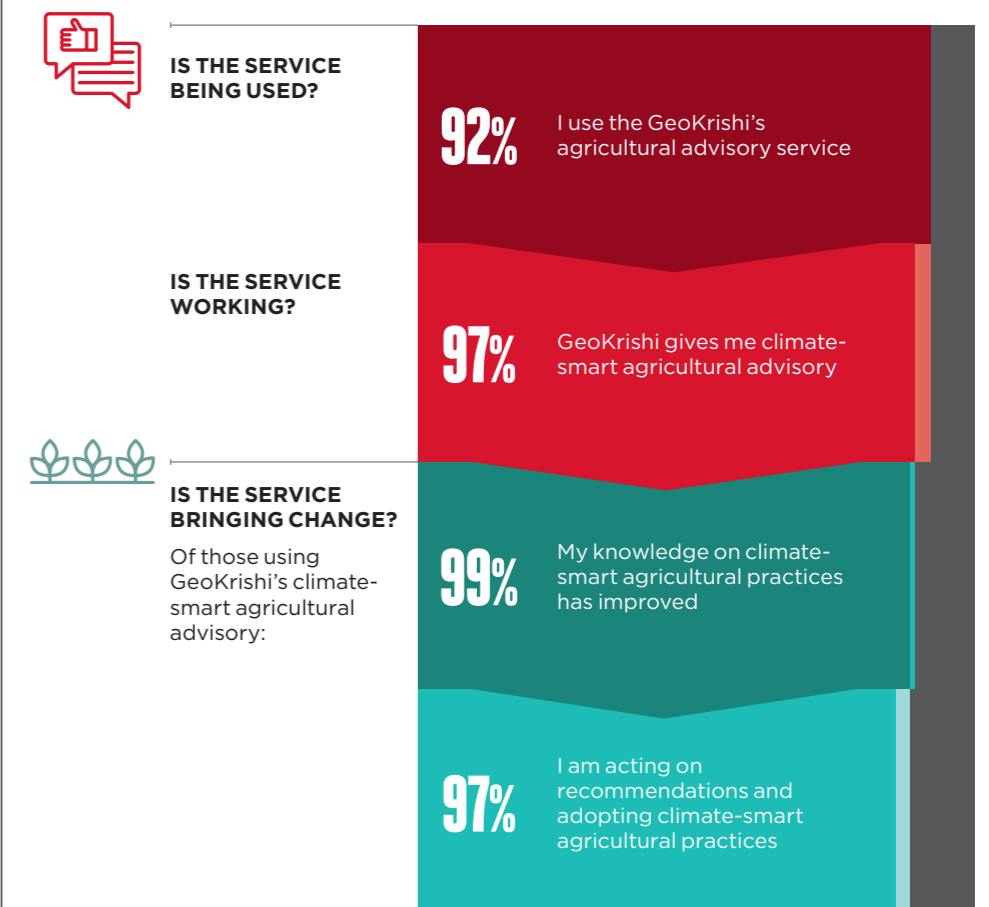 IS THE SERVICE
BEING USED?
92%
I use the GeoKrishi’s
agricultural advisory service
IS THE SERVICE
WORKING?
97%
GeoKrishi gives me climate-
smart agricultural advisory
IS THE SERVICE
BRINGING CHANGE?
Of those using
GeoKrishi’s climate-
smart agricultural
advisory:
99%
My knowledge on climate-
smart agricultural practices
has improved
97%
I am acting on
recommendations and
adopting climate-smart
agricultural practices